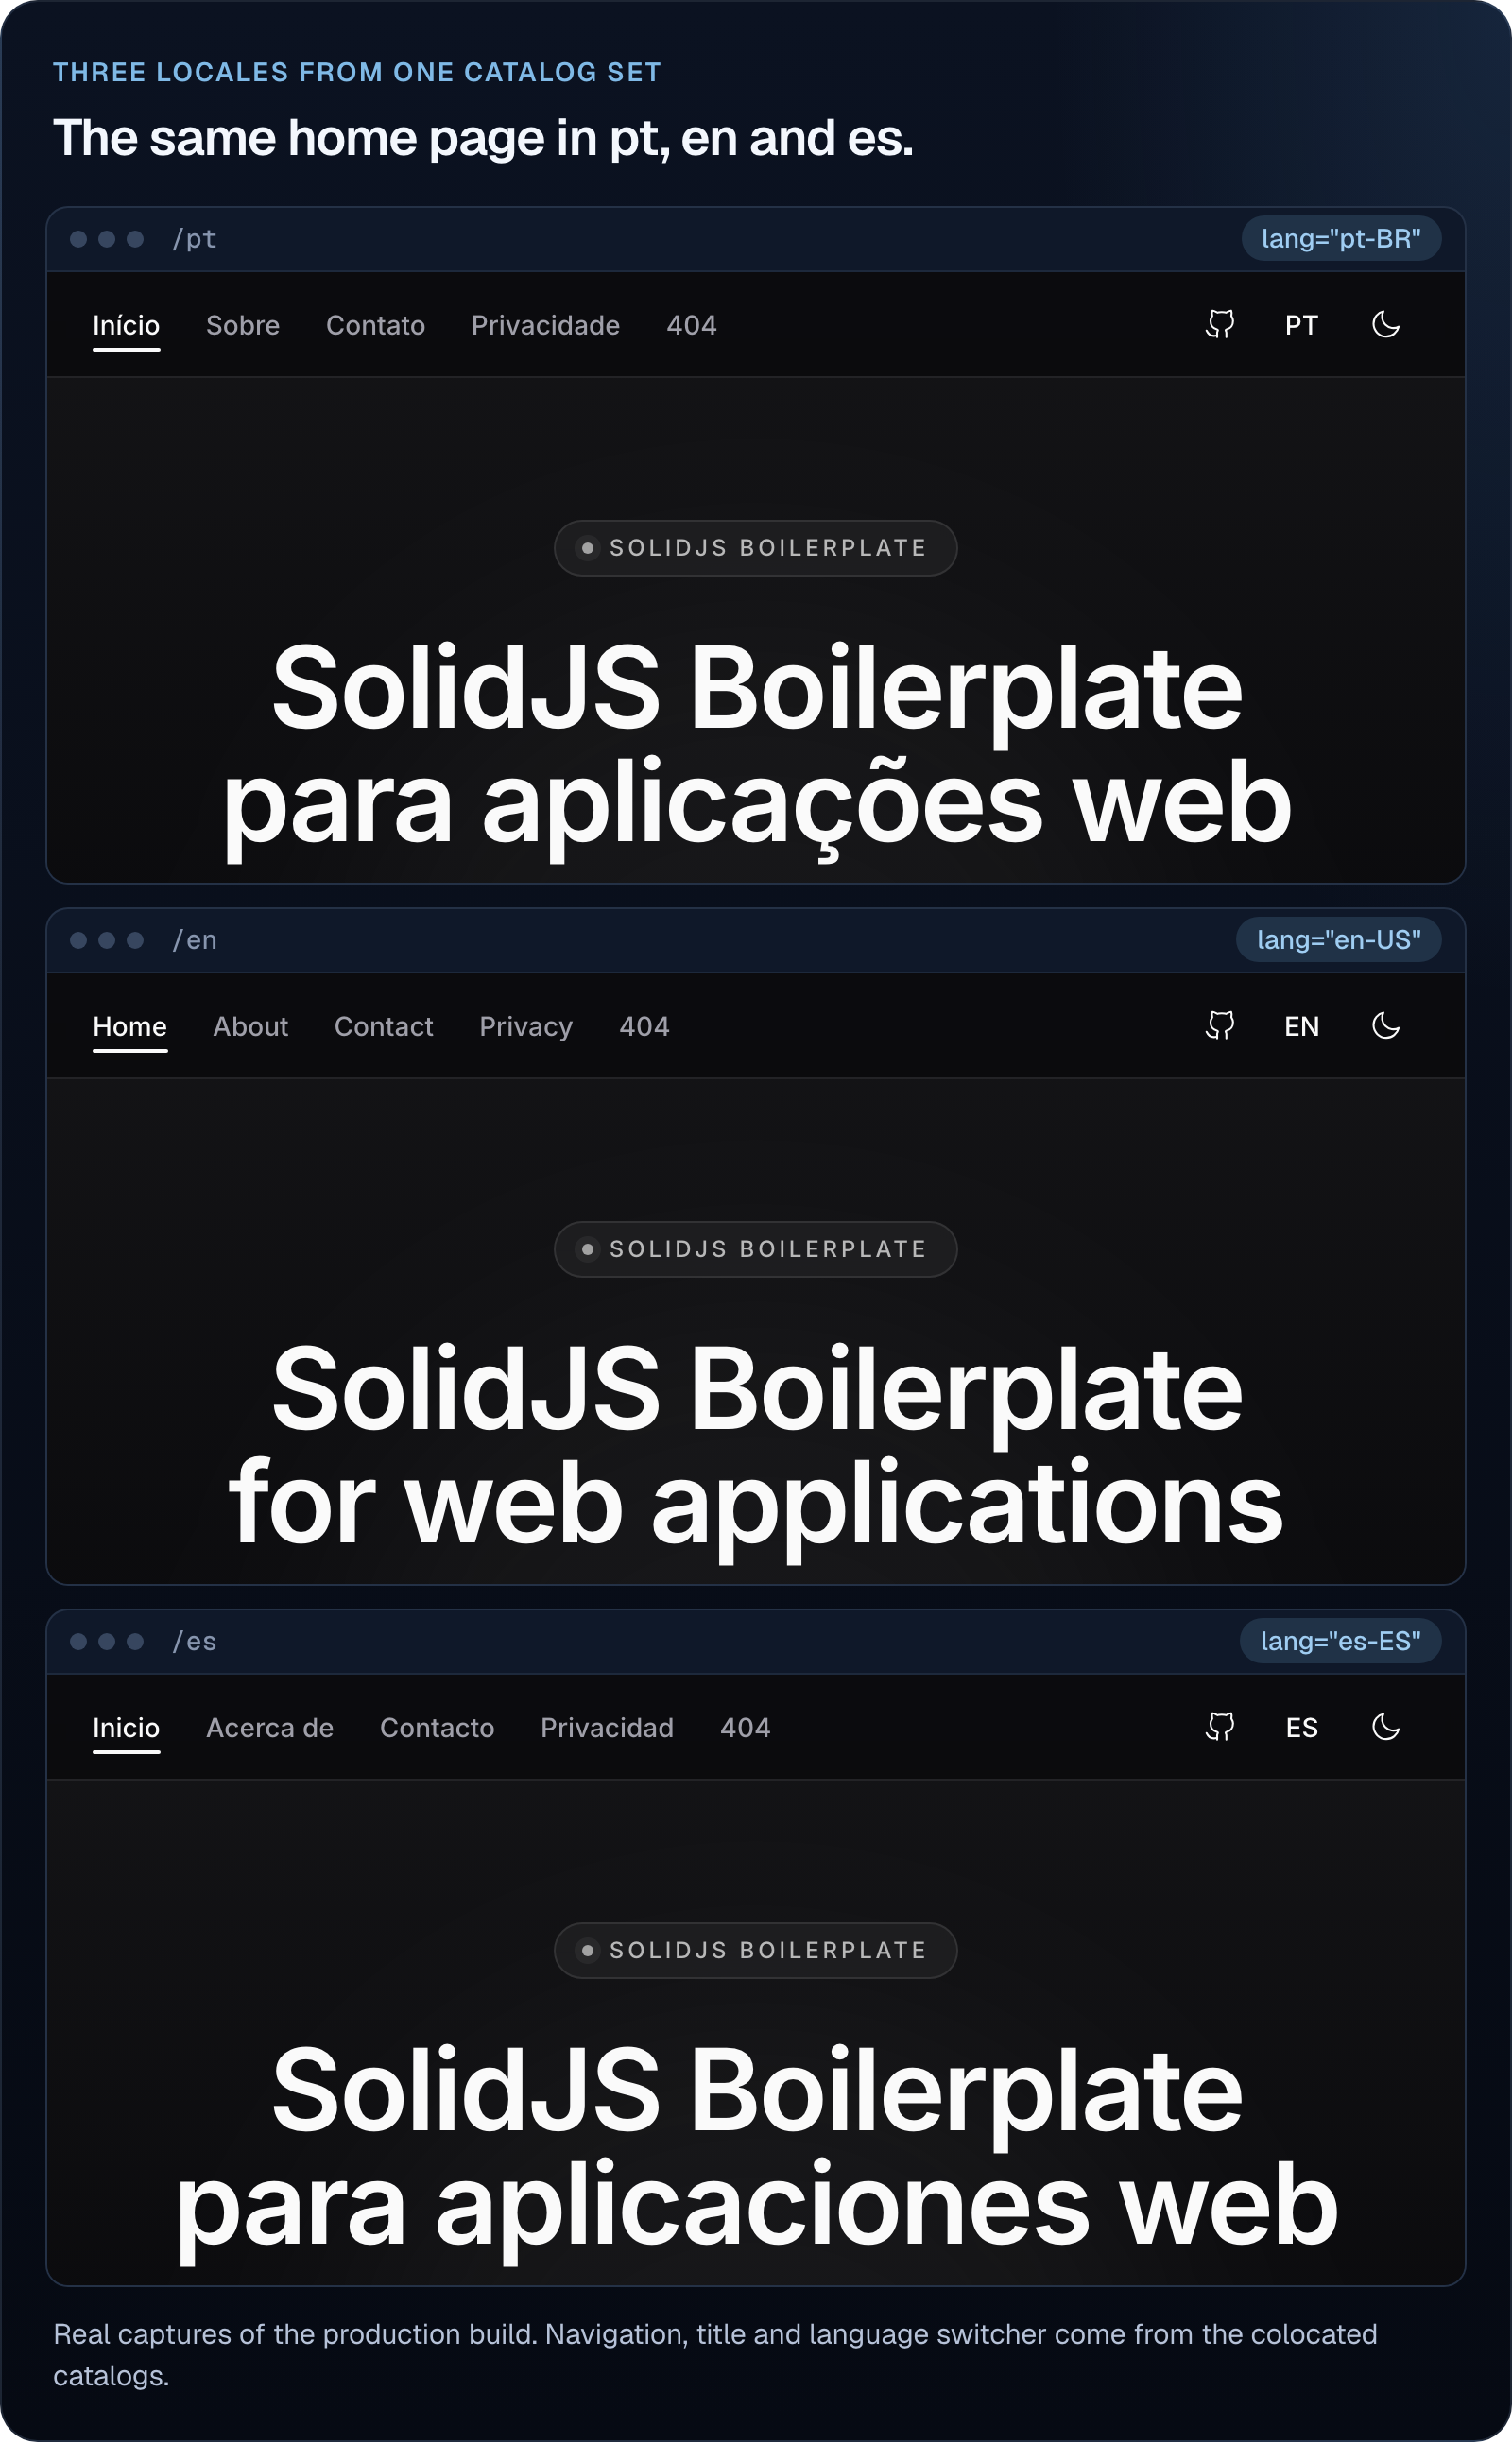 THREE LOCALES FROM ONE CATALOG SET
The same home page in pt, en and es.
/pt
lang="pt-BR"
Início Sobre Contato Privacidade 404 PT
SOLIDJS BOILERPLATE
SolidJS Boilerplate
para aplicações web
/en
lang="en-US"
Home About Contact Privacy 404 EN
SOLIDJS BOILERPLATE
SolidJS Boilerplate
for web applications
/es
lang="es-ES"
Inicio Acerca de Contacto Privacidad 404 ES
SOLIDJS BOILERPLATE
SolidJS Boilerplate
para aplicaciones web
Real captures of the production build. Navigation, title and language switcher come from the colocated
catalogs.